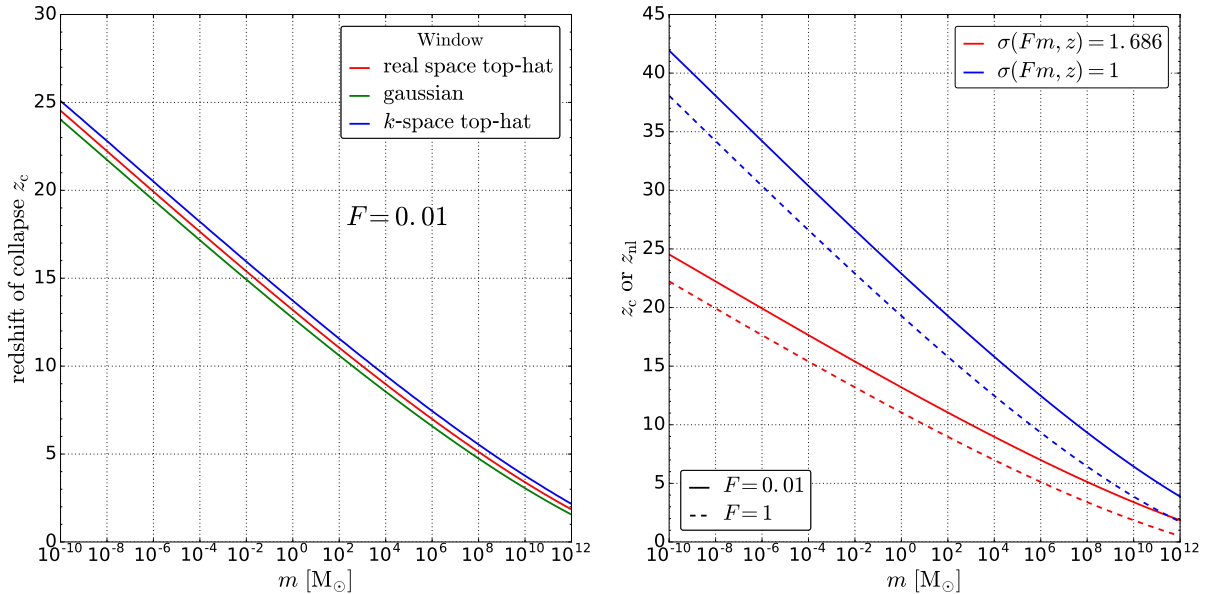 30
25
20
15
10
5
0
redshift of collapse z_c
Window
real space top-hat
gaussian
k-space top-hat
F = 0.01
10^-10 10^-8 10^-6 10^-4 10^-2 10^0 10^2 10^4 10^6 10^8 10^10 10^12
m [M_⊙]
45
40
35
30
25
20
15
10
5
0
z_c or z_nl
σ(Fm, z) = 1.686
σ(Fm, z) = 1
F = 0.01
F = 1
10^-10 10^-8 10^-6 10^-4 10^-2 10^0 10^2 10^4 10^6 10^8 10^10 10^12
m [M_⊙]